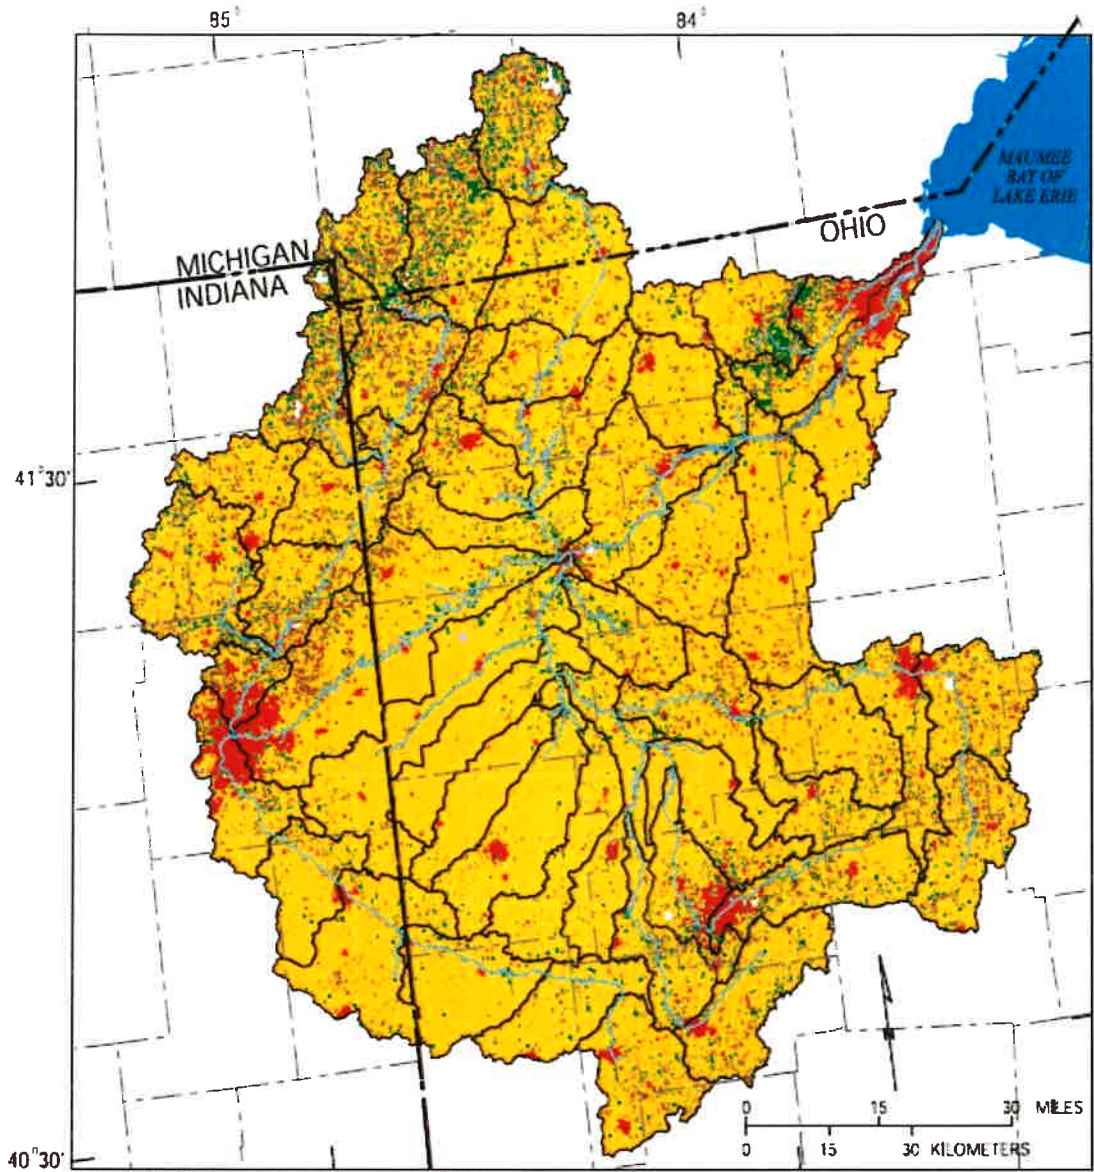 85°
84°
MAUMEE
BAY OF
LAKE ERIE
OHIO
MICHIGAN
INDIANA
41°30'
0 15 30 MILES
0 15 30 KILOMETERS
40°30'